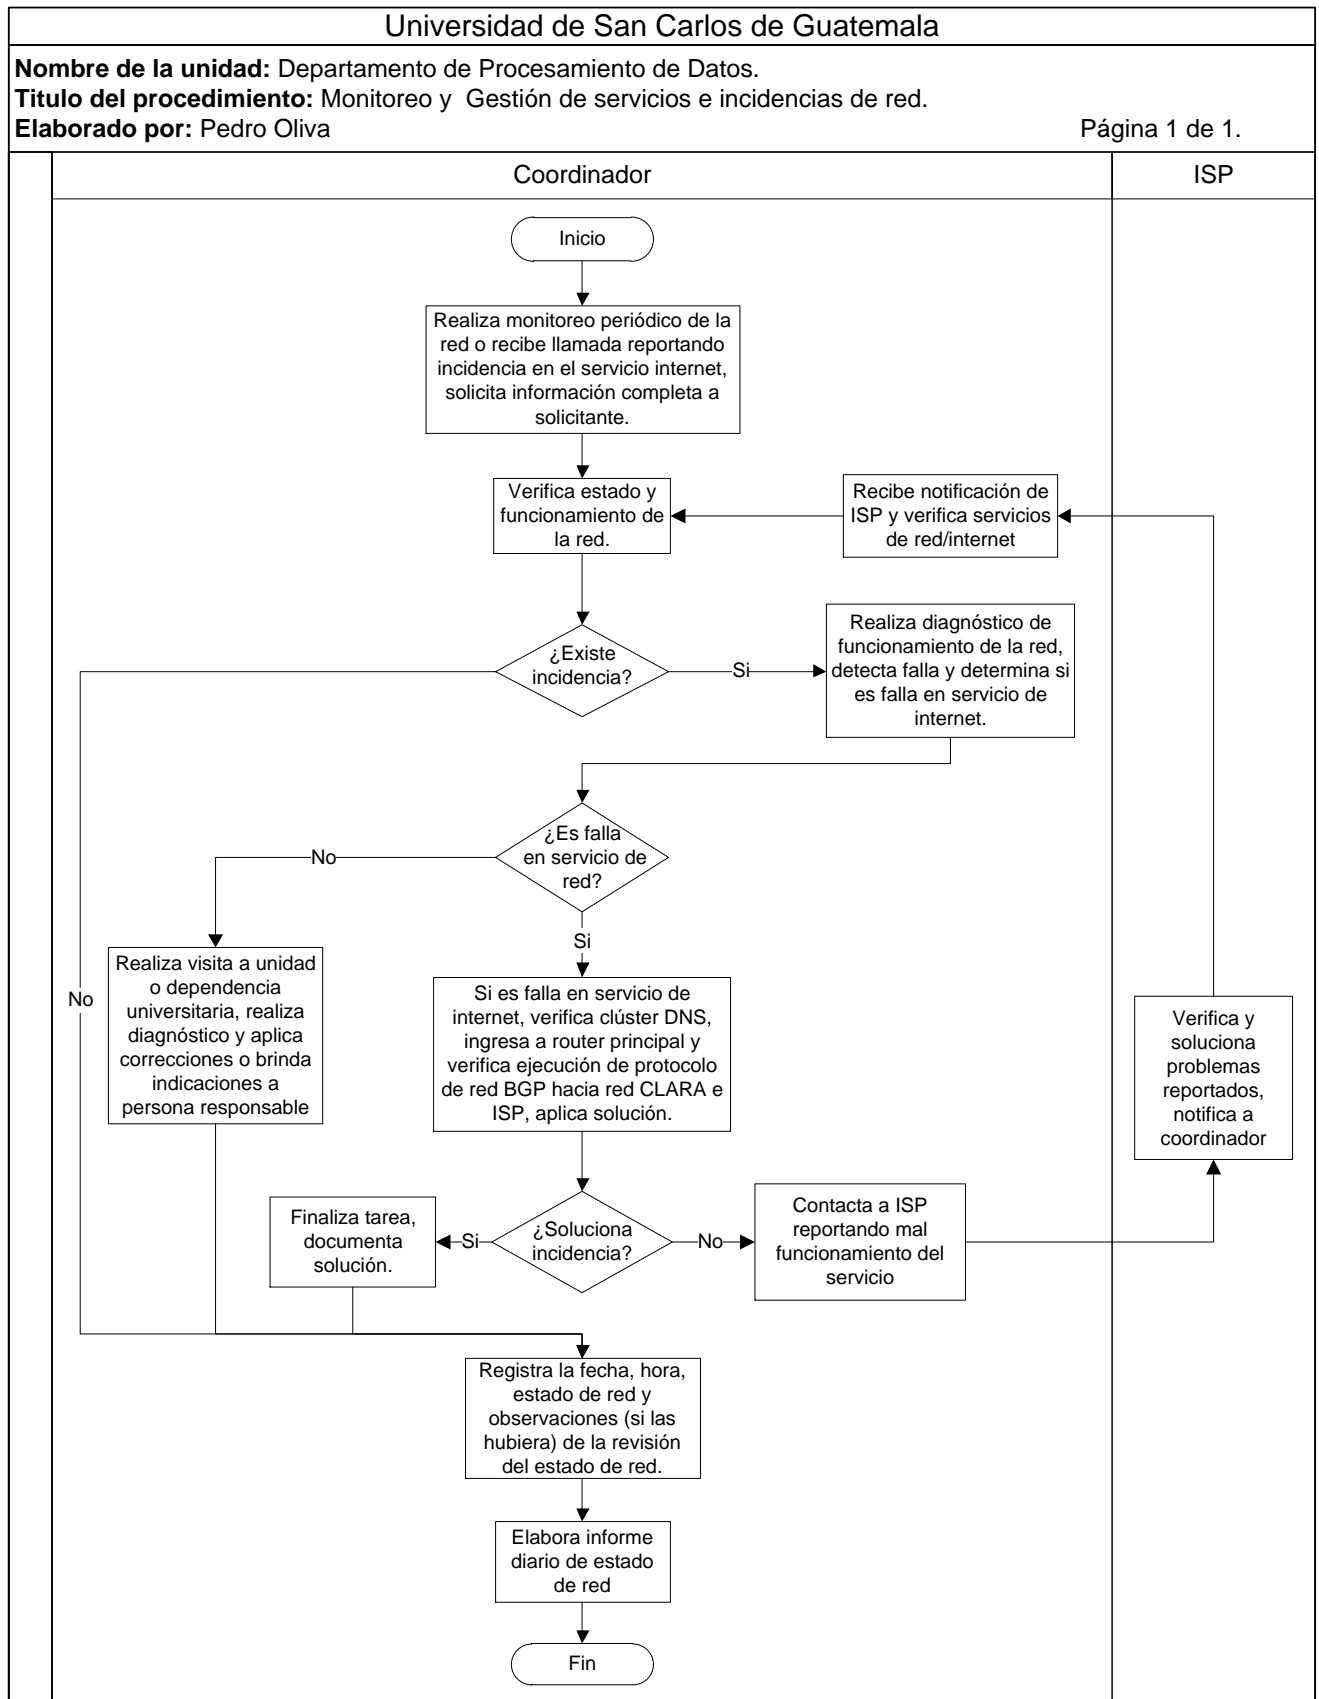 Universidad de San Carlos de Guatemala
Nombre de la unidad: Departamento de Procesamiento de Datos.
Titulo del procedimiento: Monitoreo y  Gestión de servicios e incidencias de red.
Elaborado por: Pedro Oliva
Página 1 de 1.
Coordinador
ISP
Inicio
Realiza monitoreo periódico de la
red o recibe llamada reportando
incidencia en el servicio internet,
solicita información completa a
solicitante.
Verifica estado y
funcionamiento de
la red.
Recibe notificación de
ISP y verifica servicios
de red/internet
¿Existe
incidencia?
Si
Realiza diagnóstico de
funcionamiento de la red,
detecta falla y determina si
es falla en servicio de
internet.
¿Es falla
en servicio de
red?
No
Si
No
Realiza visita a unidad
o dependencia
universitaria, realiza
diagnóstico y aplica
correcciones o brinda
indicaciones a
persona responsable
Si es falla en servicio de
internet, verifica clúster DNS,
ingresa a router principal y
verifica ejecución de protocolo
de red BGP hacia red CLARA e
ISP, aplica solución.
Verifica y
soluciona
problemas
reportados,
notifica a
coordinador
Finaliza tarea,
documenta
solución.
Si
¿Soluciona
incidencia?
No
Contacta a ISP
reportando mal
funcionamiento del
servicio
Registra la fecha, hora,
estado de red y
observaciones (si las
hubiera) de la revisión
del estado de red.
Elabora informe
diario de estado
de red
Fin